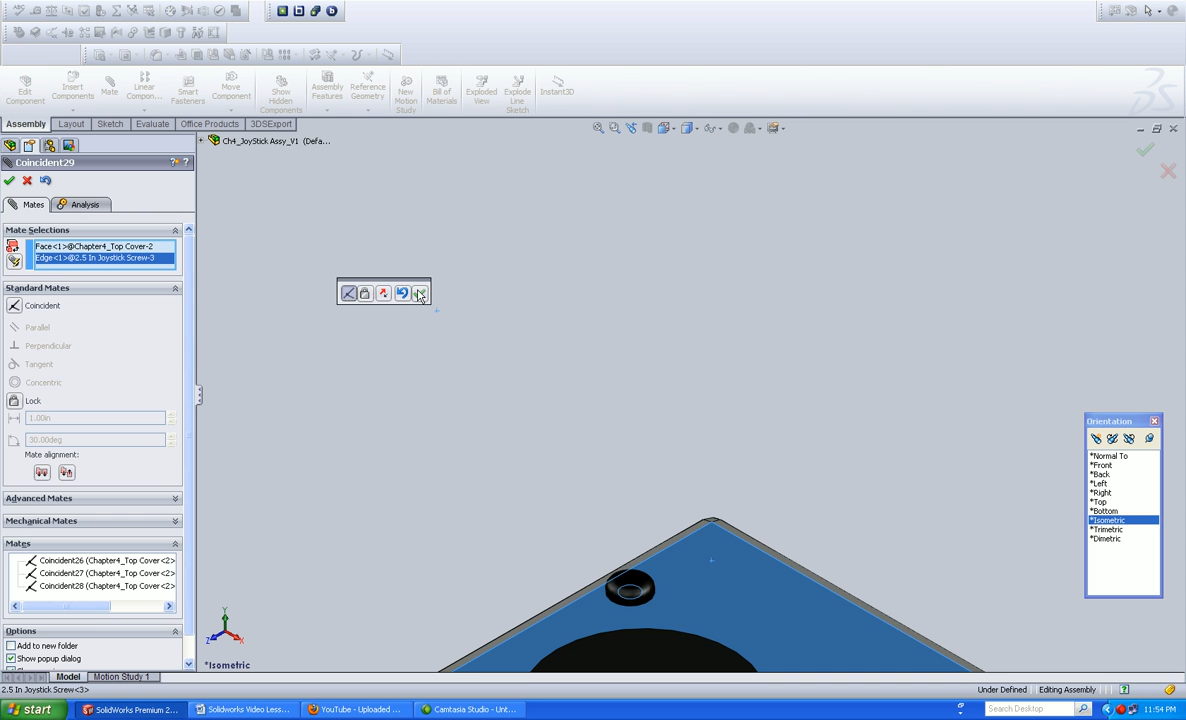 Edit Component
Insert Components
Mate
Linear Compon...
Smart Fasteners
Move Component
Show Hidden Components
Assembly Features
Reference Geometry
New Motion Study
Bill of Materials
Exploded View
Explode Line Sketch
Instant3D
Assembly
Layout
Sketch
Evaluate
Office Products
3DSExport
Ch4_JoyStick Assy_V1 (Defa...
Coincident29
Mates
Analysis
Mate Selections
Face<1>@Chapter4_Top Cover-2
Edge<1>@2.5 In Joystick Screw-3
Standard Mates
Coincident
Parallel
Perpendicular
Tangent
Concentric
Lock
1.00in
30.00deg
Mate alignment:
Advanced Mates
Mechanical Mates
Mates
Coincident26 (Chapter4_Top Cover<2>
Coincident27 (Chapter4_Top Cover<2>
Coincident28 (Chapter4_Top Cover<2>
Options
Add to new folder
Show popup dialog
Orientation
*Normal To
*Front
*Back
*Left
*Right
*Top
*Bottom
*Isometric
*Trimetric
*Dimetric
Y
Z
X
*Isometric
Model
Motion Study 1
2.5 In Joystick Screw<3>
Under Defined
Editing Assembly
start
SolidWorks Premium 2...
Solidworks Video Less...
YouTube - Uploaded ...
Camtasia Studio - Unt...
Search Desktop
11:54 PM